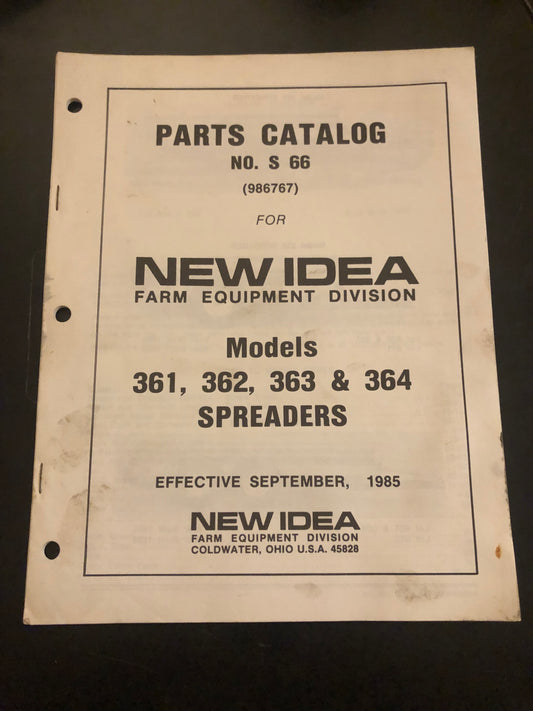 PARTS CATALOG
NO. S 66
(986767)
FOR
NEW IDEA
FARM EQUIPMENT DIVISION
Models
361, 362, 363 & 364
SPREADERS
EFFECTIVE SEPTEMBER, 1985
NEW IDEA
FARM EQUIPMENT DIVISION
COLDWATER, OHIO U.S.A. 45828